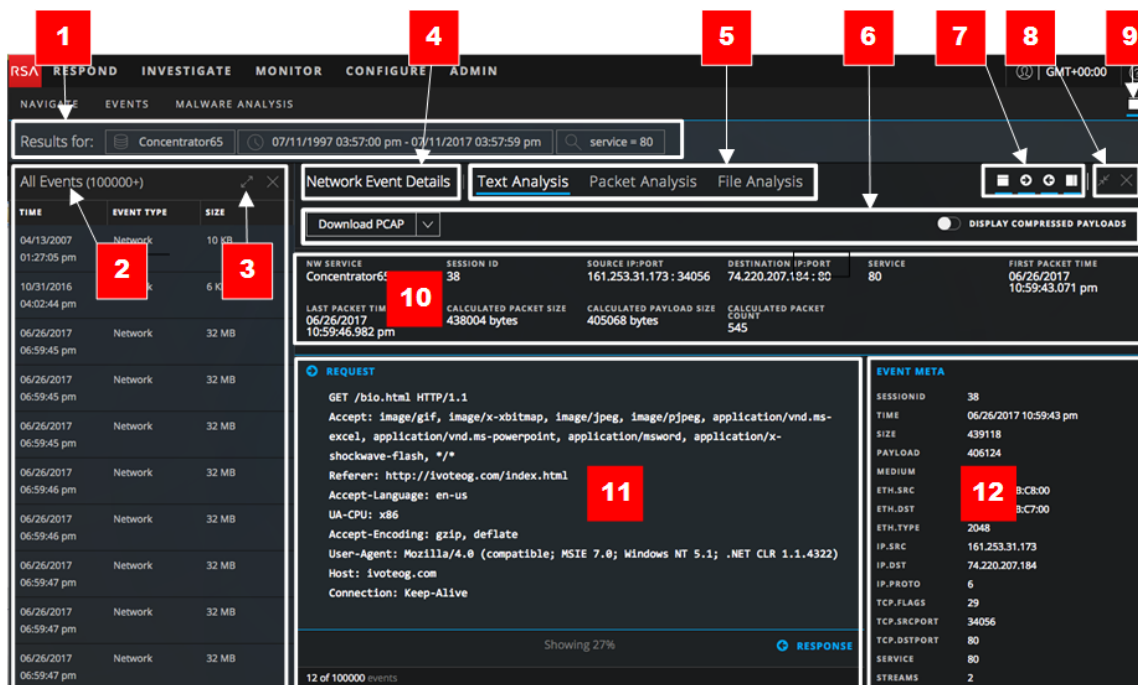 1
4
5
6
7
8
9
RSA RESPOND INVESTIGATE MONITOR CONFIGURE ADMIN
GMT+00:00
NAVIGATE EVENTS MALWARE ANALYSIS
Results for: Concentrator65 07/11/1997 03:57:00 pm - 07/11/2017 03:57:59 pm service = 80
All Events (100000+)
TIME EVENT TYPE SIZE
04/13/2007 Network 10 KB
01:27:05 pm
10/31/2016
04:02:44 pm
2
3
06/26/2017 Network 32 MB
06:59:45 pm
06/26/2017 Network 32 MB
06:59:45 pm
06/26/2017 Network 32 MB
06:59:45 pm
06/26/2017 Network 32 MB
06:59:46 pm
06/26/2017 Network 32 MB
06:59:46 pm
06/26/2017 Network 32 MB
06:59:47 pm
06/26/2017 Network 32 MB
06:59:47 pm
06/26/2017 Network 32 MB
06:59:47 pm
Network Event Details Text Analysis Packet Analysis File Analysis
Download PCAP
DISPLAY COMPRESSED PAYLOADS
NW SERVICE SESSION ID SOURCE IP:PORT DESTINATION IP:PORT SERVICE FIRST PACKET TIME
Concentrator65 38 161.253.31.173 : 34056 74.220.207.184 : 80 80 06/26/2017
10:59:43.071 pm
10
LAST PACKET TIME CALCULATED PACKET SIZE CALCULATED PAYLOAD SIZE CALCULATED PACKET COUNT
06/26/2017 438004 bytes 405068 bytes 545
10:59:46.982 pm
REQUEST
GET /bio.html HTTP/1.1
Accept: image/gif, image/x-xbitmap, image/jpeg, image/pjpeg, application/vnd.ms-
excel, application/vnd.ms-powerpoint, application/msword, application/x-
shockwave-flash, */*
Referer: http://ivoteog.com/index.html
Accept-Language: en-us
UA-CPU: x86
Accept-Encoding: gzip, deflate
User-Agent: Mozilla/4.0 (compatible; MSIE 7.0; Windows NT 5.1; .NET CLR 1.1.4322)
Host: ivoteog.com
Connection: Keep-Alive
11
Showing 27%
RESPONSE
12 of 100000 events
EVENT META
SESSIONID 38
TIME 06/26/2017 10:59:43 pm
SIZE 439118
PAYLOAD 406124
MEDIUM
12
ETH.SRC B:C8:00
ETH.DST B:C7:00
ETH.TYPE 2048
IP.SRC 161.253.31.173
IP.DST 74.220.207.184
IP.PROTO 6
TCP.FLAGS 29
TCP.SRCPORT 34056
TCP.DSTPORT 80
SERVICE 80
STREAMS 2